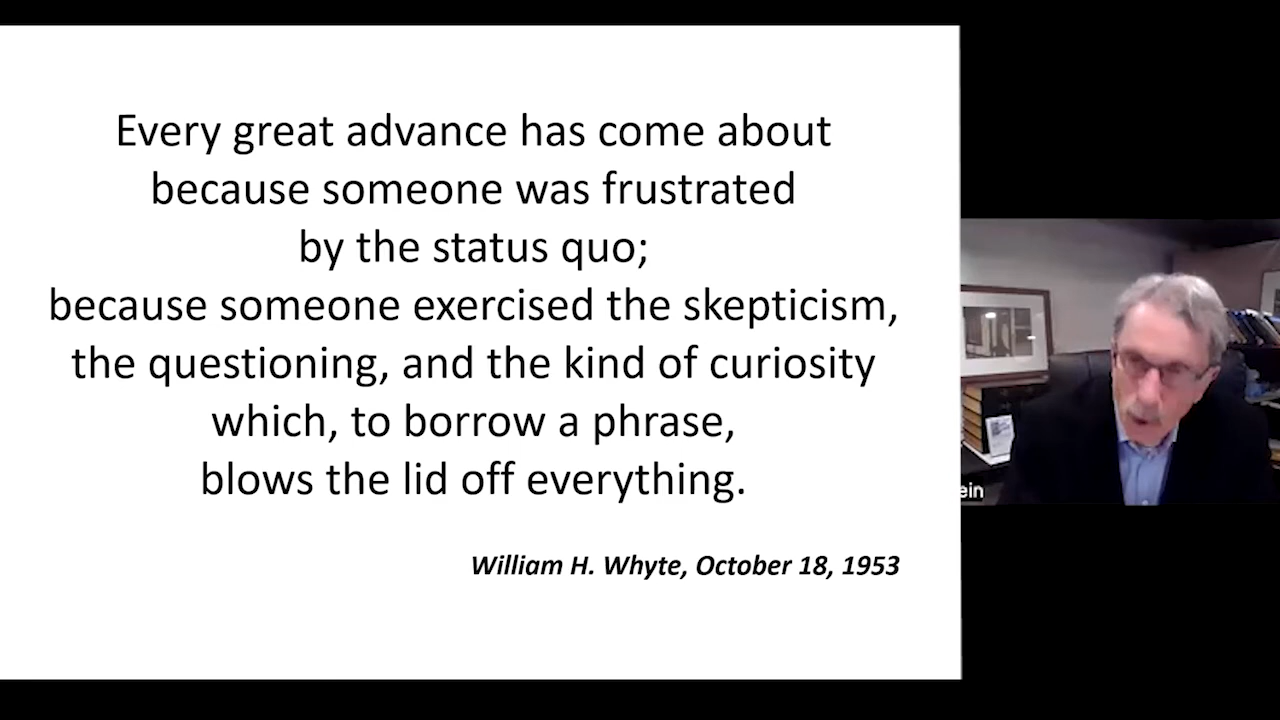 Every great advance has come about
because someone was frustrated
by the status quo;
because someone exercised the skepticism,
the questioning, and the kind of curiosity
which, to borrow a phrase,
blows the lid off everything.
William H. Whyte, October 18, 1953
ein